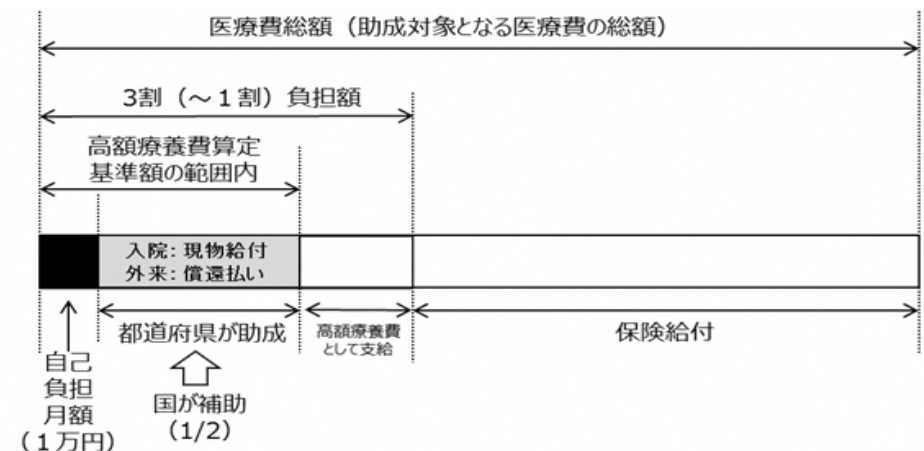 医療費総額（助成対象となる医療費の総額）
3割（～１割）負担額
高額療養費算定
基準額の範囲内
入院：現物給付
外来：償還払い
都道府県が助成
高額療養費
として支給
保険給付
自己
負担
月額
（１万円）
国が補助
(1/2)